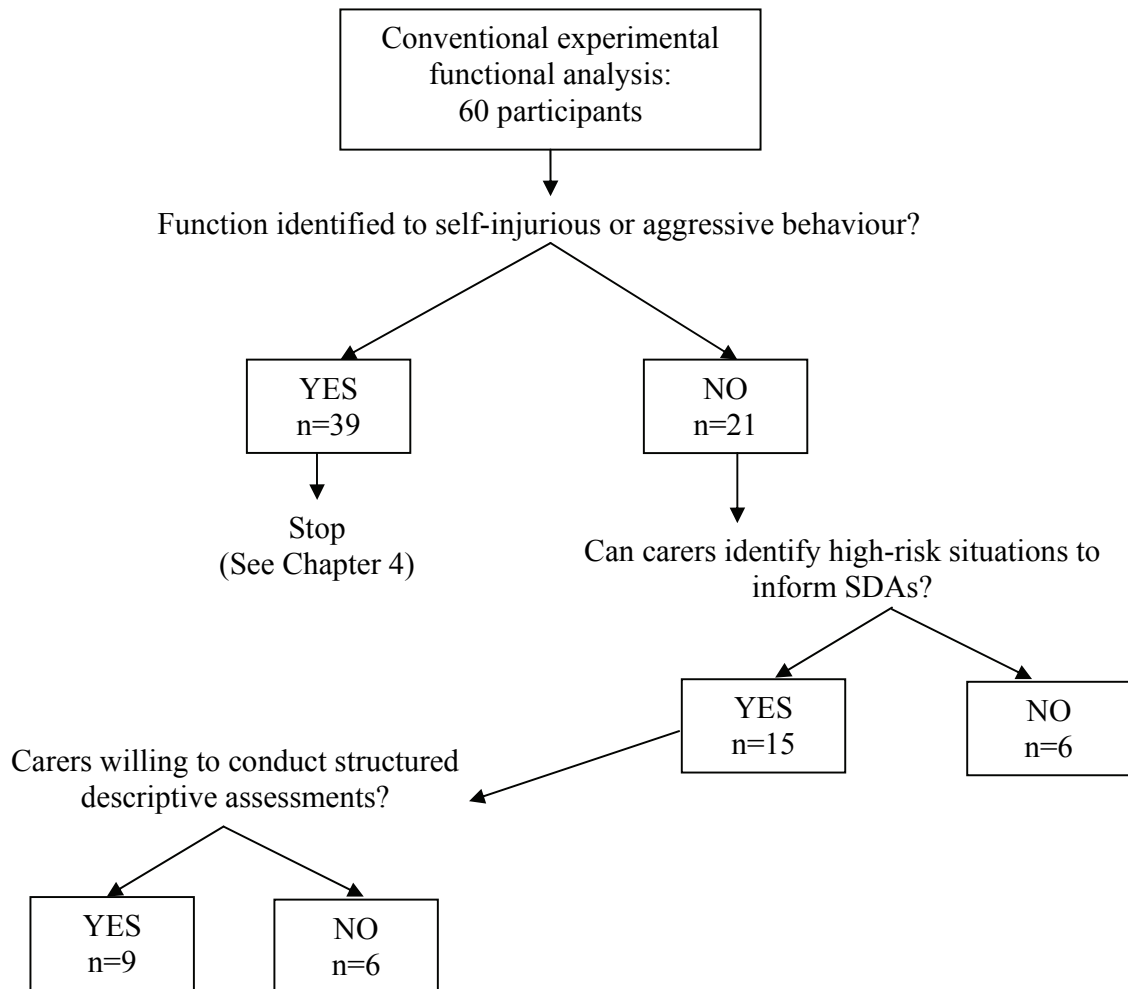 Conventional experimental
functional analysis:
60 participants
Function identified to self-injurious or aggressive behaviour?
YES
n=39
NO
n=21
Stop
(See Chapter 4)
Can carers identify high-risk situations to
inform SDAs?
YES
n=15
NO
n=6
Carers willing to conduct structured
descriptive assessments?
YES
n=9
NO
n=6